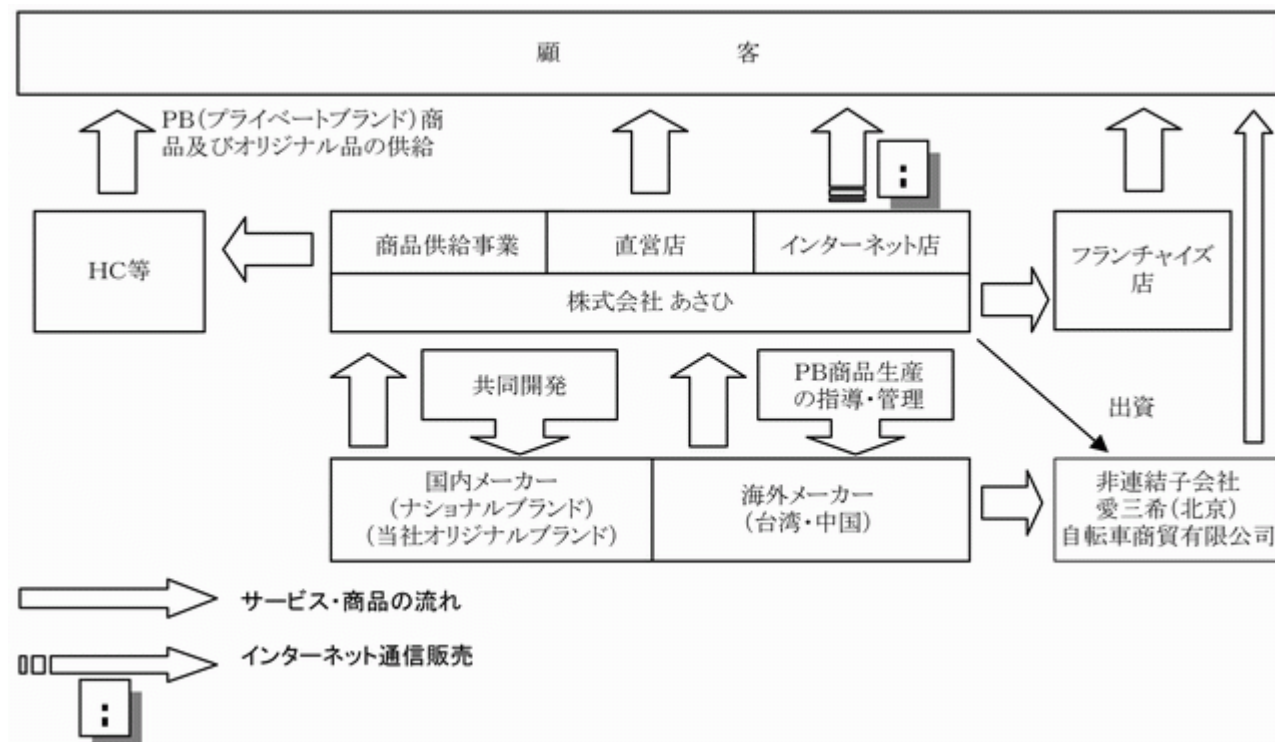 顧 客
PB(プライベートブランド)商
品及びオリジナル品の供給
:
HC等
商品供給事業
直営店
インターネット店
株式会社 あさひ
フランチャイズ
店
共同開発
PB商品生産
の指導・管理
出資
国内メーカー
(ナショナルブランド)
(当社オリジナルブランド)
海外メーカー
(台湾・中国)
非連結子会社
愛三希(北京)
自転車商貿有限公司
サービス・商品の流れ
インターネット通信販売
: